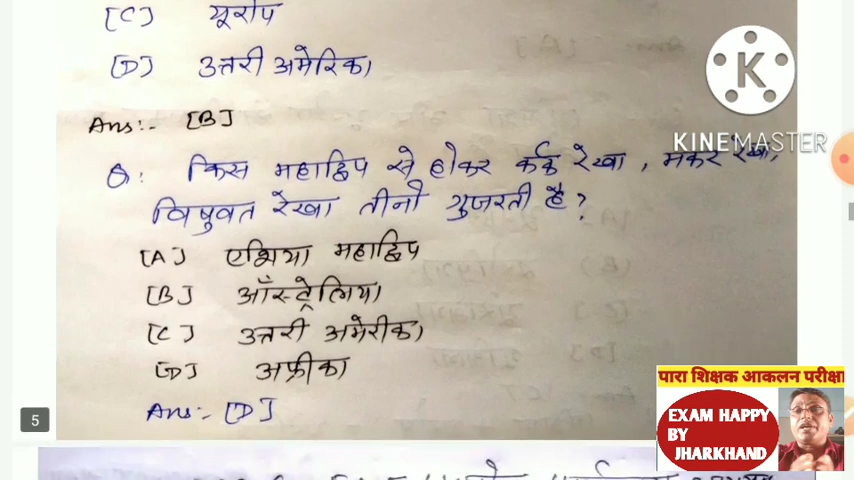 [C] यूरोप
[D] उत्तरी अमेरिका
Ans:- [B]
Q: किस महाद्विप से होकर कर्क रेखा, मकर रेखा,
विषुवत रेखा तीनो गुजरती है?
[A] एशिया महाद्विप
[B] ऑस्ट्रेलिया
[C] उत्तरी अमेरीका
[D] अफ्रीका
Ans:- [D]
5
K
KINEMASTER
पारा शिक्षक आकलन परीक्षा
EXAM HAPPY
BY
JHARKHAND